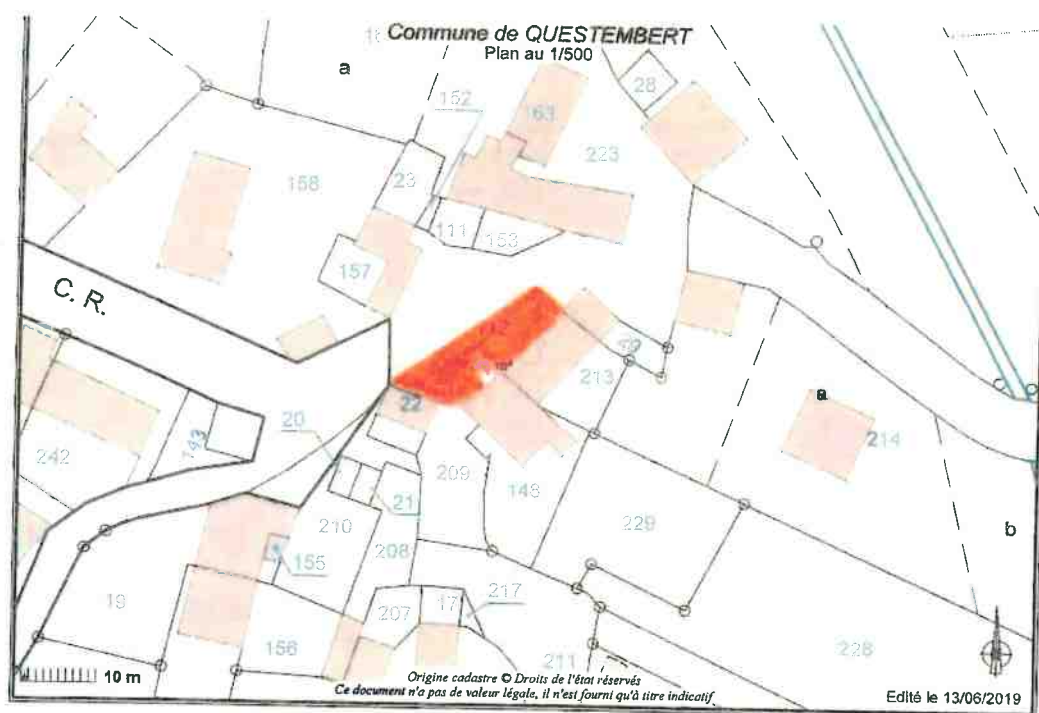 Commune de QUESTEMBERT
Plan au 1/500
a
152
163
28
223
158
23
111
153
157
C. R.
213
22
20
143
242
209
148
21
210
208
229
a
214
b
155
19
156
207
17
217
211
228
10 m
Origine cadastre © Droits de l'état réservés
Ce document n'a pas de valeur légale, il n'est fourni qu'à titre indicatif
Edité le 13/06/2019